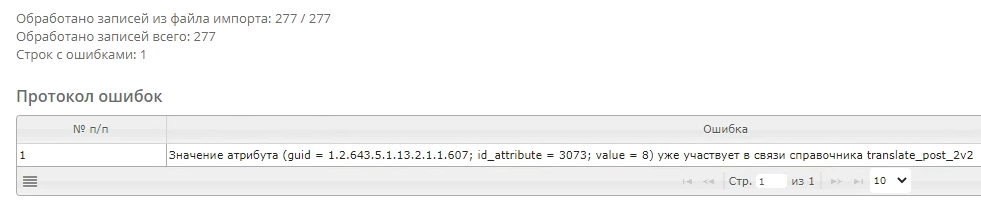 Обработано записей из файла импорта: 277 / 277
Обработано записей всего: 277
Строк с ошибками: 1
Протокол ошибок
№ п/п Ошибка
1 Значение атрибута (guid = 1.2.643.5.1.13.2.1.1.607; id_attribute = 3073; value = 8) уже участвует в связи справочника translate_post_2v2
Стр. 1 из 1 10